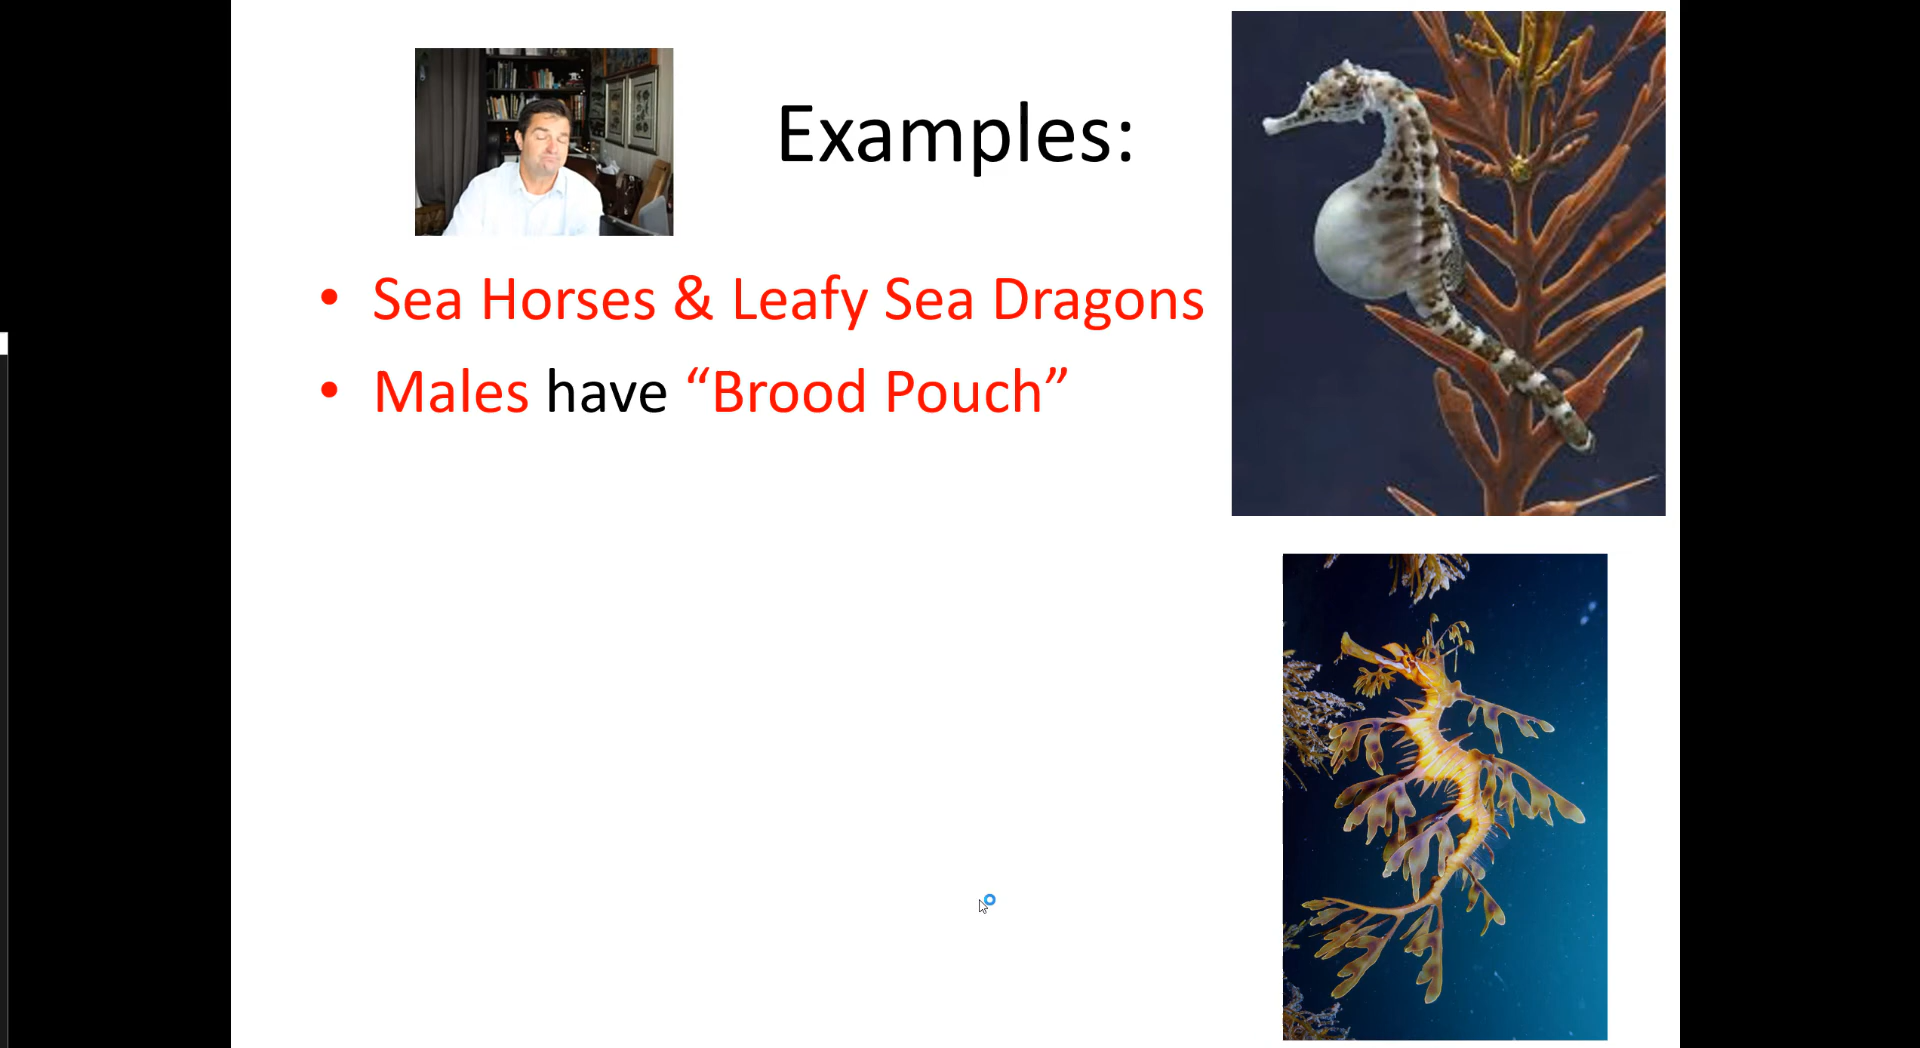 Examples:
• Sea Horses & Leafy Sea Dragons
• Males have “Brood Pouch”